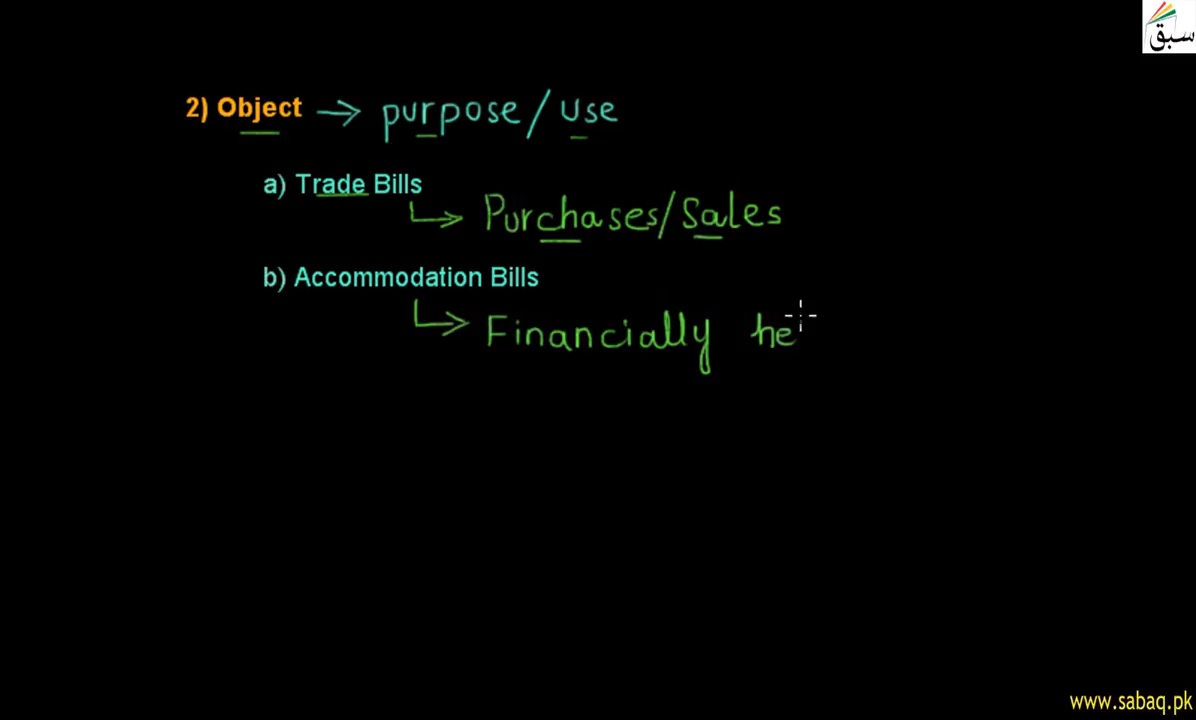 سبق
2) Object → purpose/use
a) Trade Bills
Purchases/Sales
b) Accommodation Bills
Financially he
www.sabaq.pk